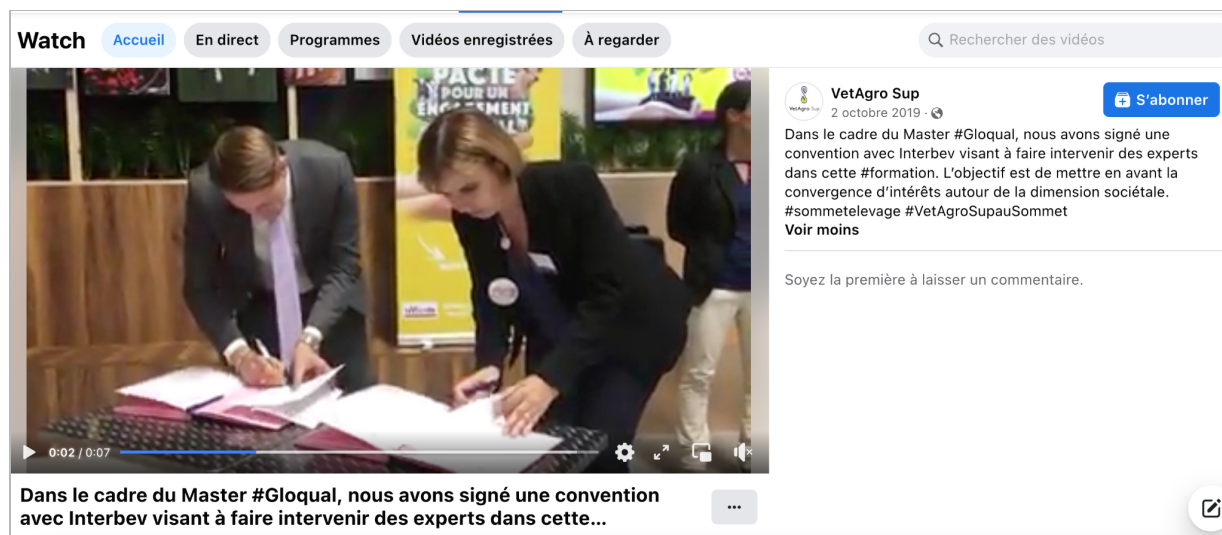 Watch Accueil En direct Programmes Vidéos enregistrées À regarder Rechercher des vidéos
PACTE
POUR UN
ENGAGEMENT
VetAgro Sup
VetAgro Sup
2 octobre 2019 ·
S'abonner
Dans le cadre du Master #Gloqual, nous avons signé une
convention avec Interbev visant à faire intervenir des experts
dans cette #formation. L'objectif est de mettre en avant la
convergence d'intérêts autour de la dimension sociétale.
#sommetelevage #VetAgroSupauSommet
Voir moins
Soyez la première à laisser un commentaire.
0:02 / 0:07
Dans le cadre du Master #Gloqual, nous avons signé une convention
avec Interbev visant à faire intervenir des experts dans cette...